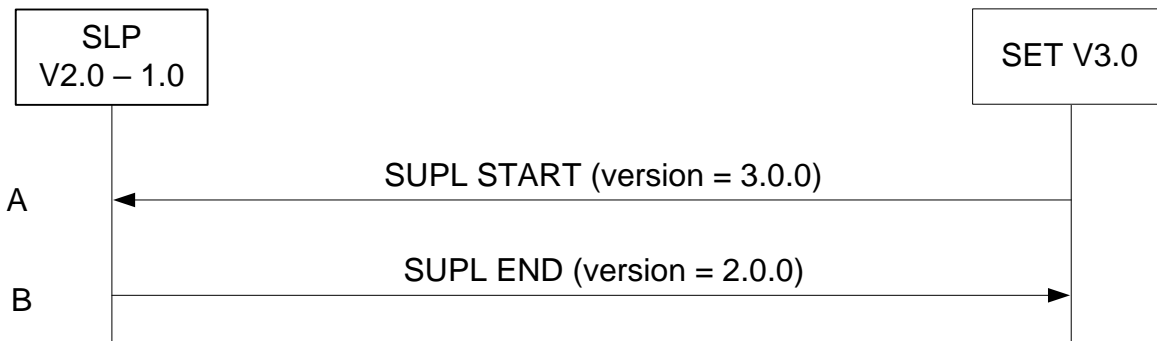 SLP
V2.0 – 1.0
SET V3.0
SUPL START (version = 3.0.0)
A
SUPL END (version = 2.0.0)
B